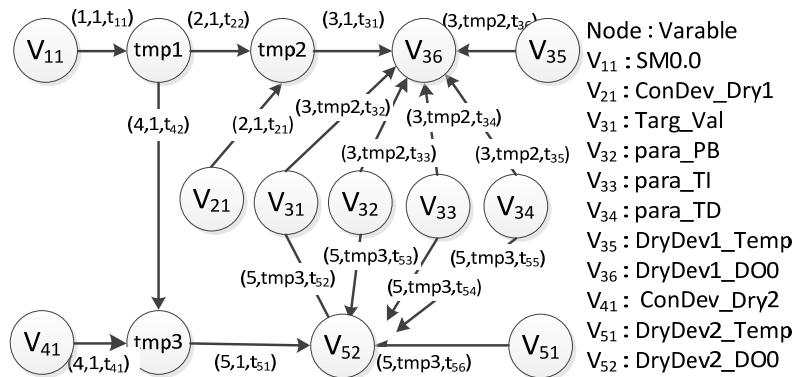 (1,1,t11) (2,1,t22) (3,1,t31) (3,tmp2,t36)
V11 tmp1 tmp2 V36 V35
(3,tmp2,t32) (3,tmp2,t34)
(4,1,t42) (2,1,t21) (3,tmp2,t33) (3,tmp2,t35)
V21 V31 V32 V33 V34
(5,tmp3,t53) (5,tmp3,t55)
(5,tmp3,t52) (5,tmp3,t54)
V41 tmp3 V52 V51
(4,1,t41) (5,1,t51) (5,tmp3,t56)
Node : Varable
V11 : SM0.0
V21 : ConDev_Dry1
V31 : Targ_Val
V32 : para_PB
V33 : para_TI
V34 : para_TD
V35 : DryDev1_Temp
V36 : DryDev1_DO0
V41 : ConDev_Dry2
V51 : DryDev2_Temp
V52 : DryDev2_DO0